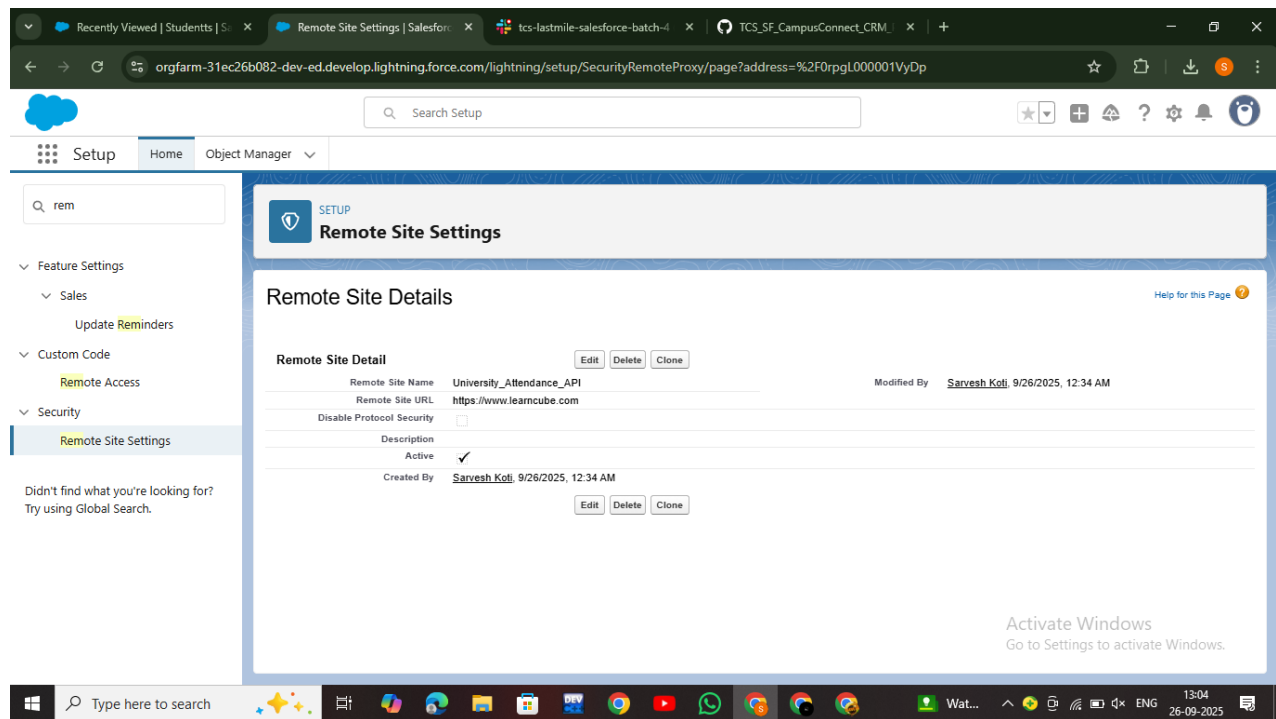 Recently Viewed | Studentts | Sa
Remote Site Settings | Salesforc
tcs-lastmile-salesforce-batch-4
TCS_SF_CampusConnect_CRM_
orgfarm-31ec26b082-dev-ed.develop.lightning.force.com/lightning/setup/SecurityRemoteProxy/page?address=%2F0rpgL000001VyDp
S
Search Setup
Setup
Home
Object Manager
rem
Feature Settings
Sales
Update Reminders
Custom Code
Remote Access
Security
Remote Site Settings
Didn't find what you're looking for?
Try using Global Search.
SETUP
Remote Site Settings
Remote Site Details
Help for this Page ?
Remote Site Detail
Edit Delete Clone
Remote Site Name University_Attendance_API
Modified By Sarvesh Koti, 9/26/2025, 12:34 AM
Remote Site URL https://www.learncube.com
Disable Protocol Security
Description
Active
Created By Sarvesh Koti, 9/26/2025, 12:34 AM
Edit Delete Clone
Activate Windows
Go to Settings to activate Windows.
Type here to search
DEV
Wat...
ENG
13:04
26-09-2025